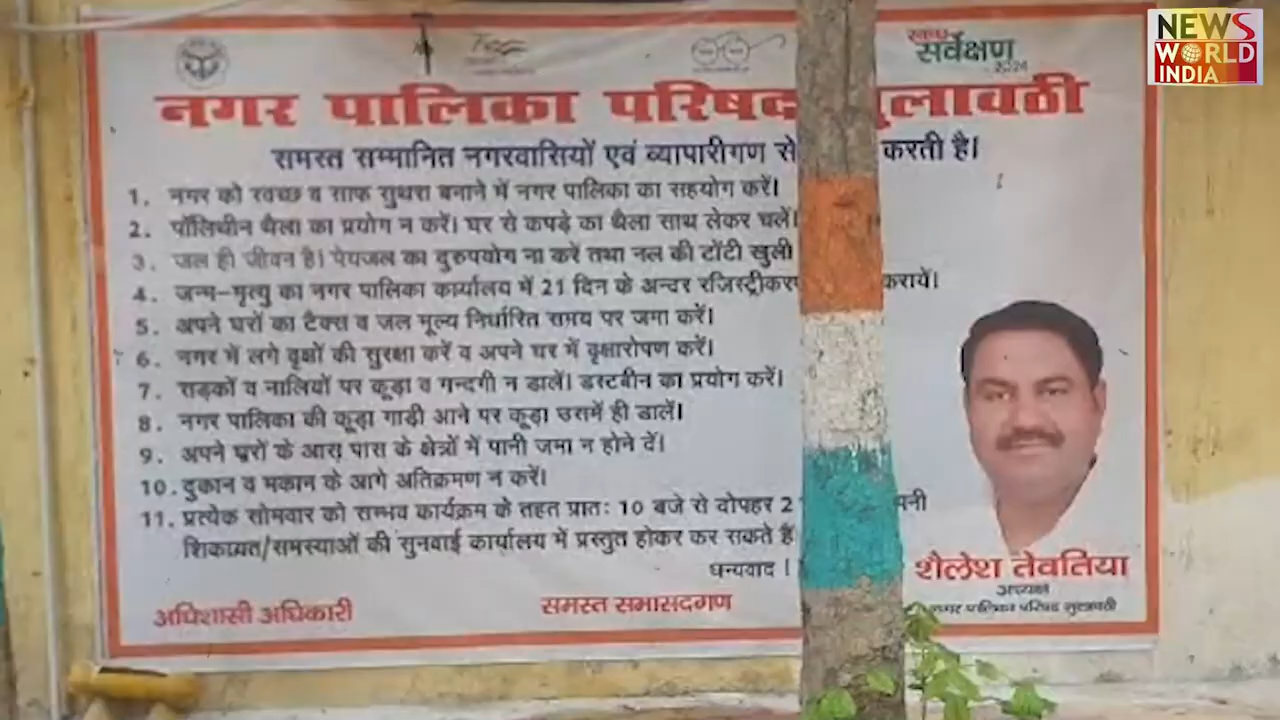 स्वच्छ
सर्वेक्षण
2024
NEWS
WORLD
INDIA
नगर पालिका परिषद
समस्त सम्मानित नगरवासियों एवं व्यापारीगण से करती है।
1. नगर को स्वच्छ व साफ सुथरा बनाने में नगर पालिका का सहयोग करें।
2. पॉलिथीन थैला का प्रयोग न करें। घर से कपड़े का थैला साथ लेकर चलें।
3. जल ही जीवन है। पेयजल का दुरुपयोग ना करें तथा नल की टोंटी खुली
4. जन्म-मृत्यु का नगर पालिका कार्यालय में 21 दिन के अन्दर करायें।
5. अपने घरों का टैक्स व जल मूल्य निर्धारित समय पर जमा करें।
6. नगर में लगे वृक्षों की सुरक्षा करें व अपने घर में वृक्षारोपण करें।
7. सड़कों व नालियों पर कूड़ा व गन्दगी न डालें। डस्टबीन का प्रयोग करें।
8. नगर पालिका की कूड़ा गाड़ी आने पर कूड़ा उसमें ही डालें।
9. अपने घरों के आस पास के क्षेत्रों में पानी जमा न होने दें।
10. दुकान व मकान के आगे अतिक्रमण न करें।
11. प्रत्येक सोमवार को सम्भव कार्यक्रम के तहत प्रातः 10 बजे से दोपहर 2
शिकायत/समस्याओं की सुनवाई कार्यालय में प्रस्तुत होकर कर सकते हैं
धन्यवाद !
शैलेश तेवतिया
अध्यक्ष
नगर पालिका परिषद गुलावठी
अधिशासी अधिकारी
समस्त सभासदगण